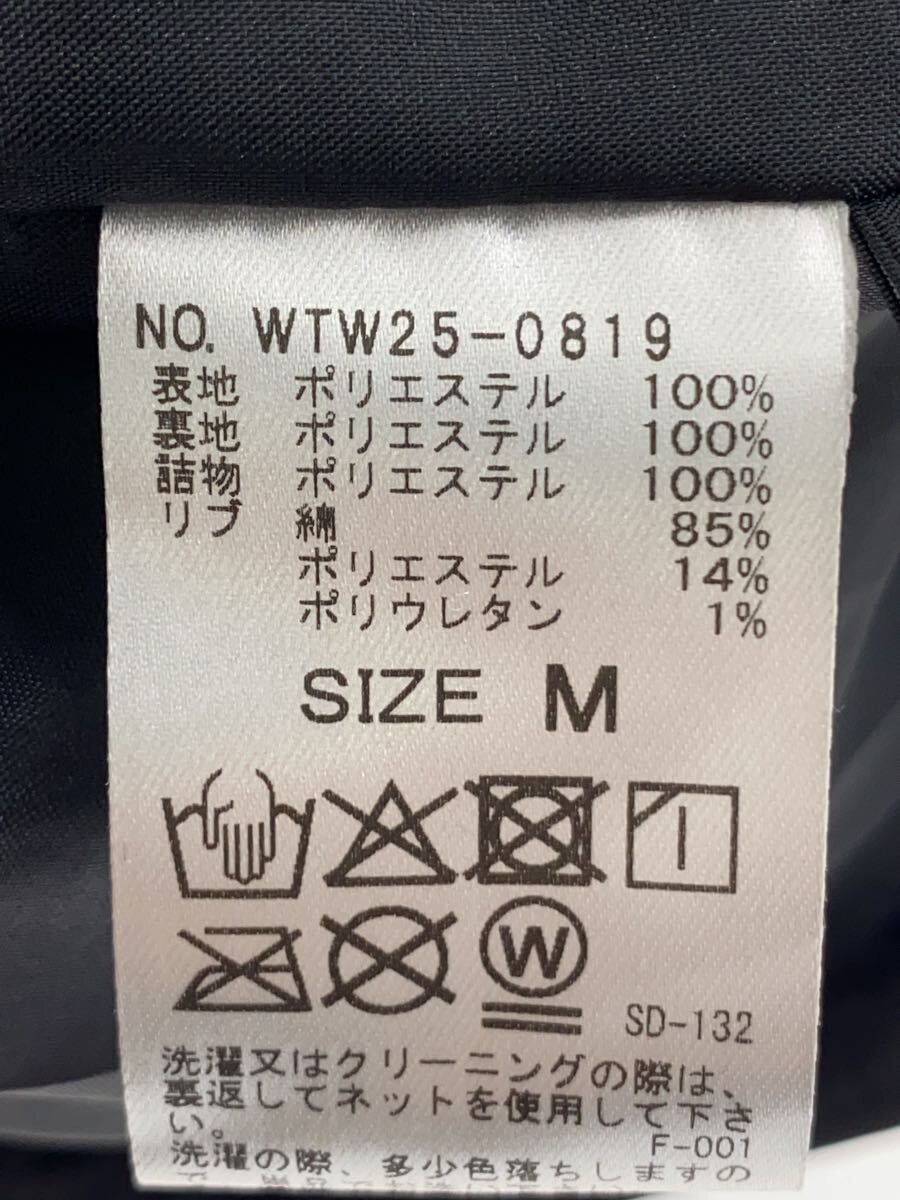 NO. WTW25-0819
表地 ポリエステル 100%
裏地 ポリエステル 100%
詰物 ポリエステル 100%
リブ 綿 85%
ポリエステル 14%
ポリウレタン 1%
SIZE M
W
SD-132
洗濯又はクリーニングの際は、
裏返してネットを使用して下さ
い。
F-001
洗濯の際、多少色落ちしますの